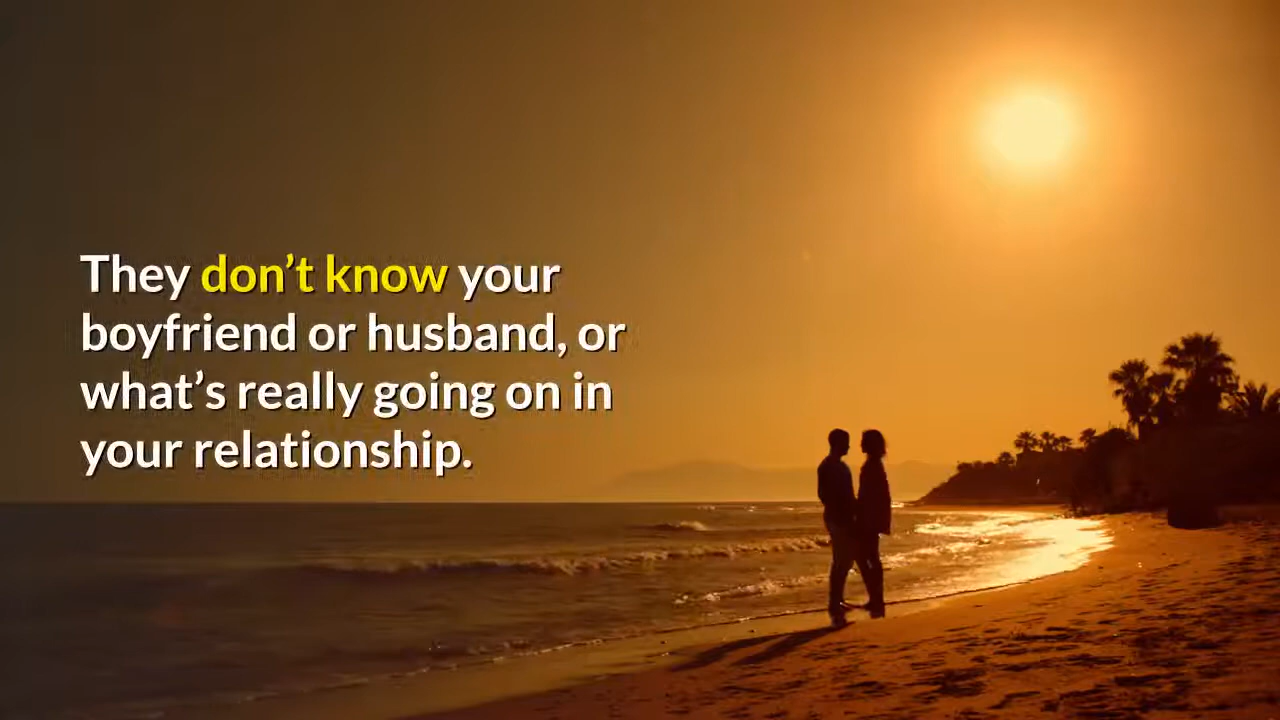 They don’t know your
boyfriend or husband, or
what’s really going on in
your relationship.